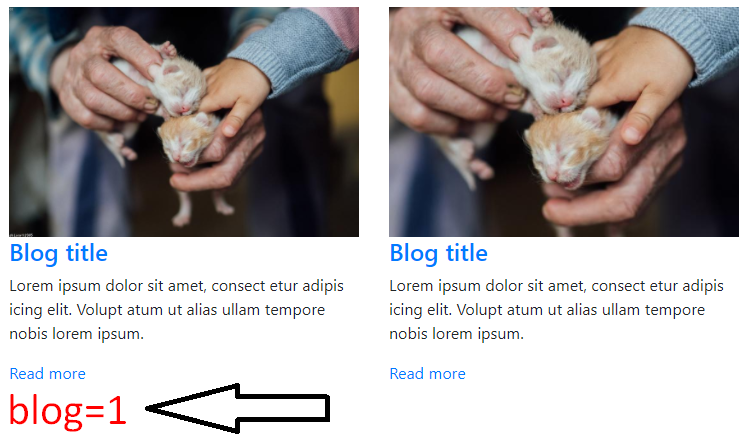 Blog title
Lorem ipsum dolor sit amet, consect etur adipis
icing elit. Volupt atum ut alias ullam tempore
nobis lorem ipsum.
Read more
blog=1
Blog title
Lorem ipsum dolor sit amet, consect etur adipis
icing elit. Volupt atum ut alias ullam tempore
nobis lorem ipsum.
Read more